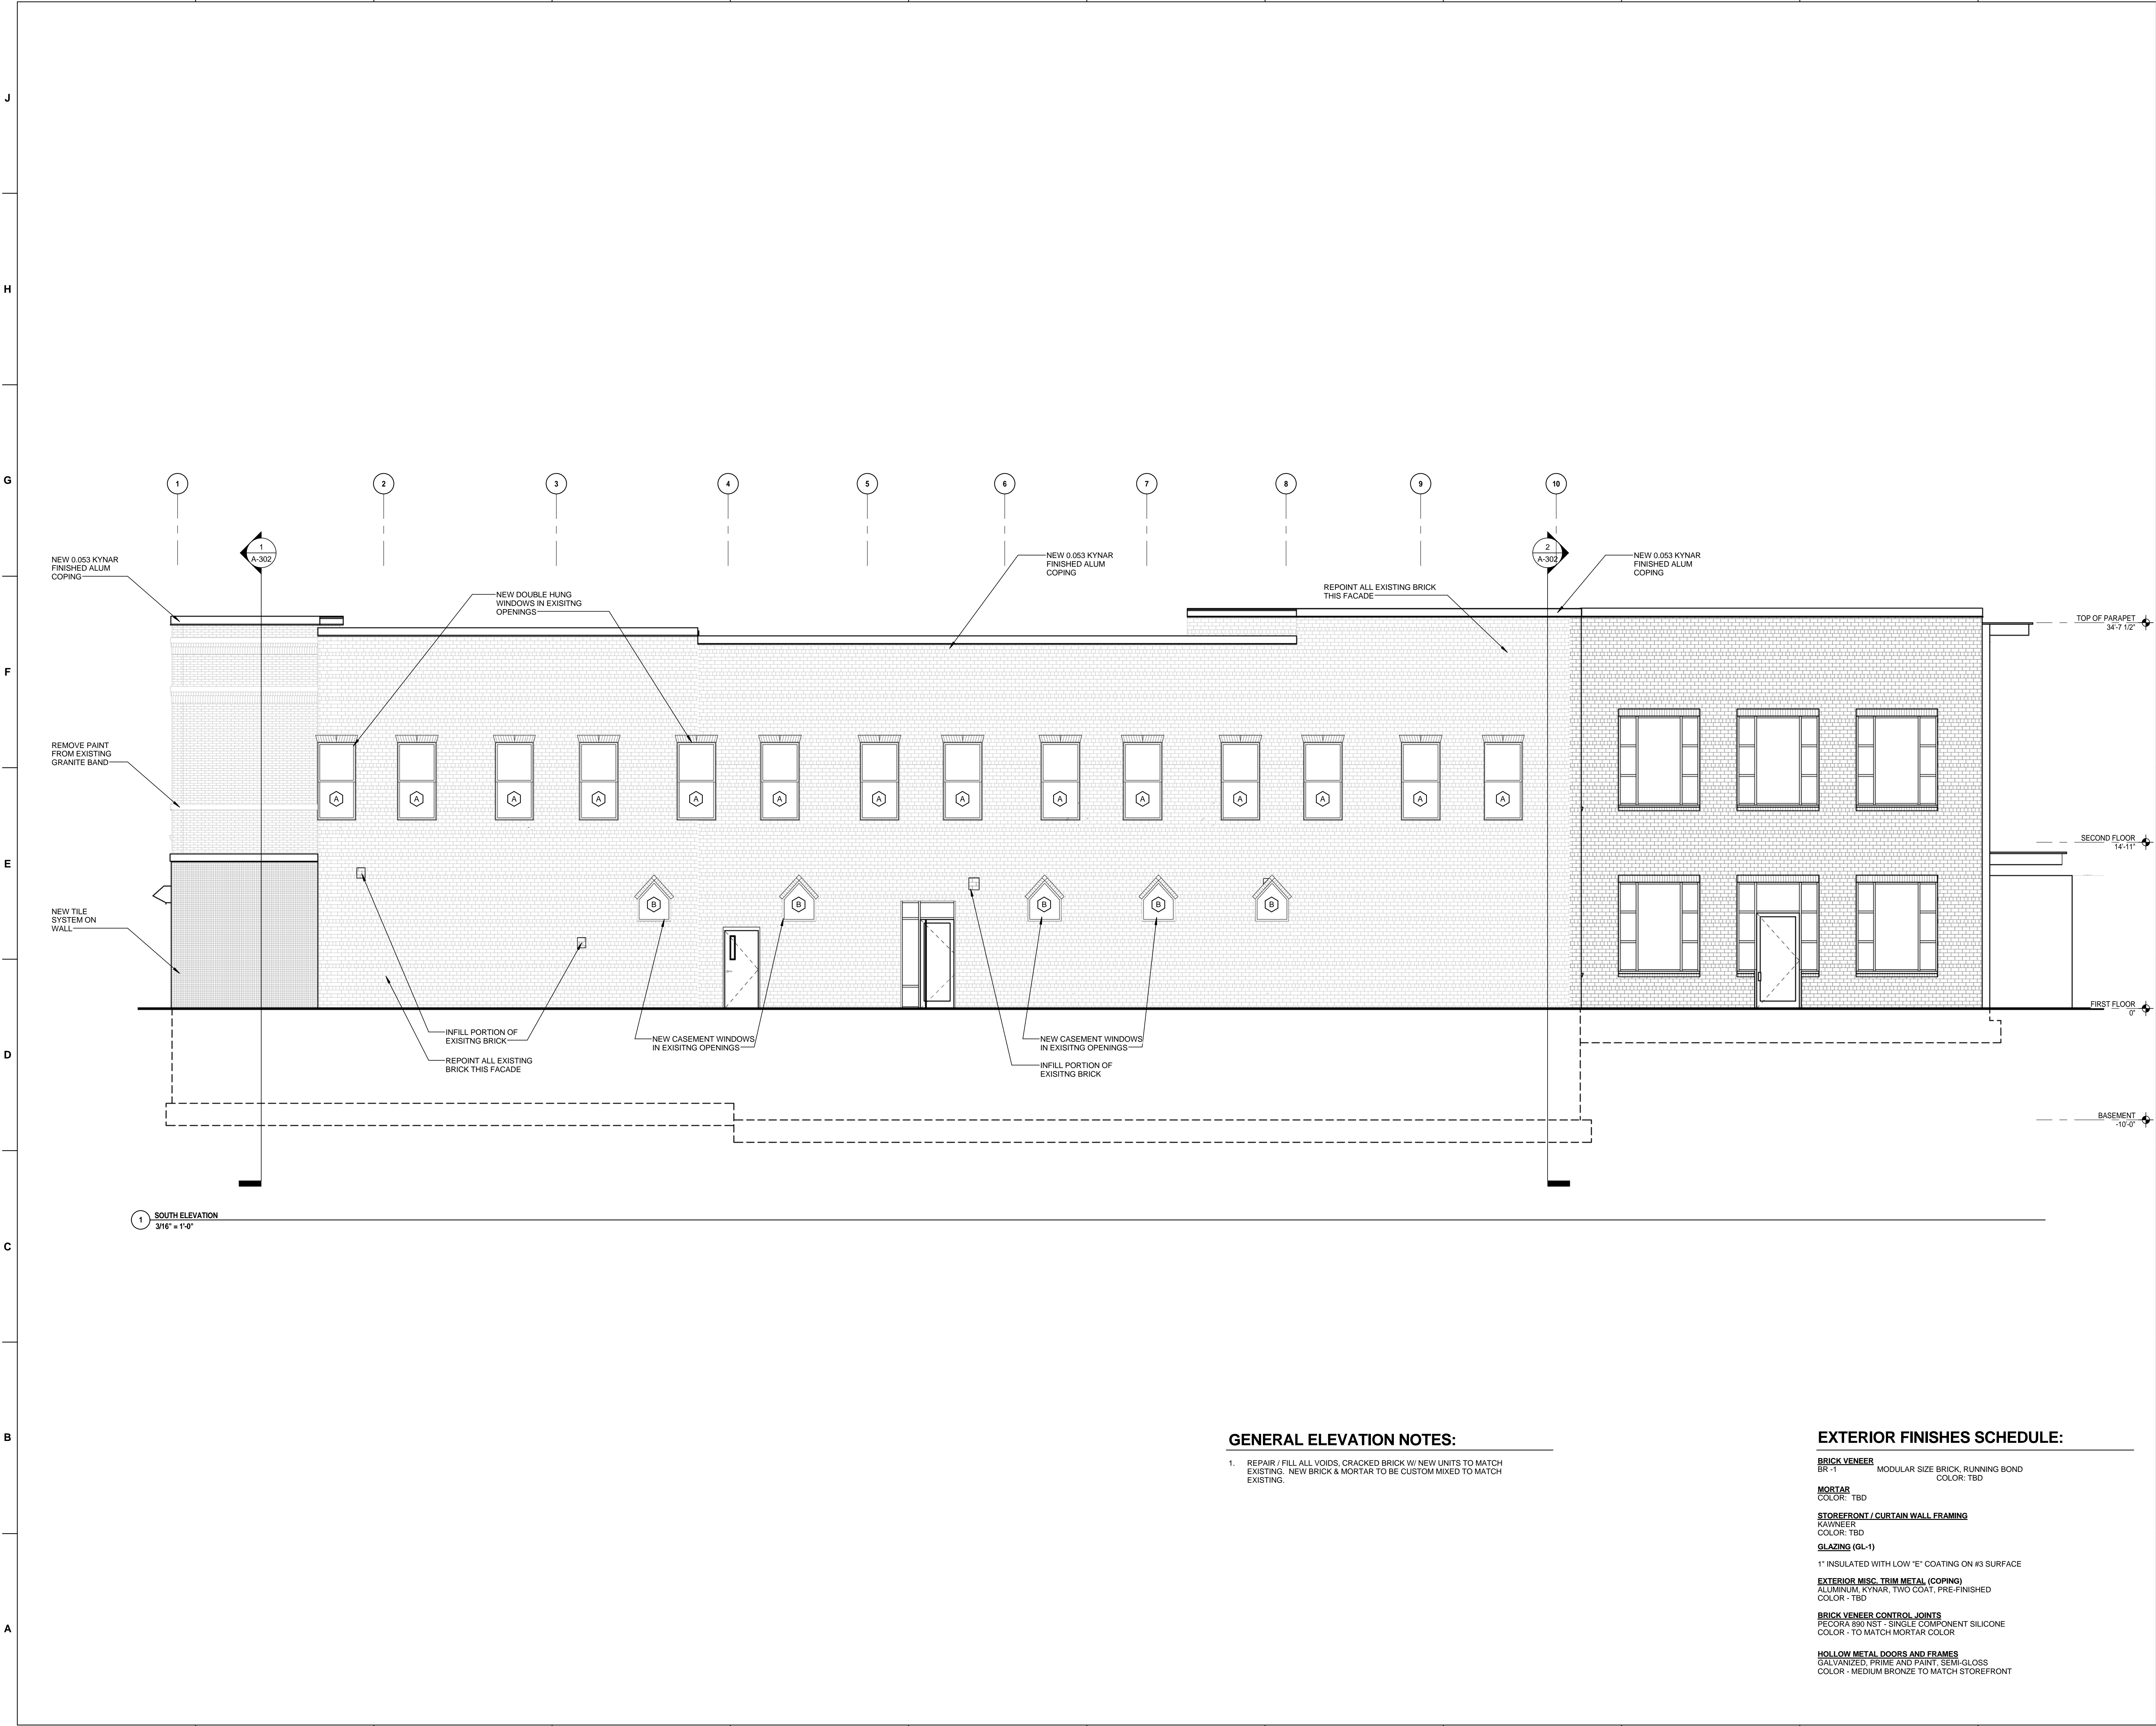 J
H
G
F
E
D
C
B
A
1
2
3
4
5
6
7
8
9
10
1
A-302
2
A-302
NEW 0.053 KYNAR
FINISHED ALUM
COPING
NEW DOUBLE HUNG
WINDOWS IN EXISITNG
OPENINGS
NEW 0.053 KYNAR
FINISHED ALUM
COPING
REPOINT ALL EXISTING BRICK
THIS FACADE
NEW 0.053 KYNAR
FINISHED ALUM
COPING
TOP OF PARAPET
34'-7 1/2"
REMOVE PAINT
FROM EXISTING
GRANITE BAND
A
A
A
A
A
A
A
A
A
A
A
A
A
A
SECOND FLOOR
14'-11"
NEW TILE
SYSTEM ON
WALL
B
B
B
B
B
FIRST FLOOR
0"
INFILL PORTION OF
EXISITNG BRICK
REPOINT ALL EXISTING
BRICK THIS FACADE
NEW CASEMENT WINDOWS
IN EXISITNG OPENINGS
NEW CASEMENT WINDOWS
IN EXISITNG OPENINGS
INFILL PORTION OF
EXISITNG BRICK
BASEMENT
-10'-0"
1
SOUTH ELEVATION
3/16" = 1'-0"
GENERAL ELEVATION NOTES:
1. REPAIR / FILL ALL VOIDS, CRACKED BRICK W/ NEW UNITS TO MATCH
EXISTING. NEW BRICK & MORTAR TO BE CUSTOM MIXED TO MATCH
EXISTING.
EXTERIOR FINISHES SCHEDULE:
BRICK VENEER
BR -1 MODULAR SIZE BRICK, RUNNING BOND
COLOR: TBD
MORTAR
COLOR: TBD
STOREFRONT / CURTAIN WALL FRAMING
KAWNEER
COLOR: TBD
GLAZING (GL-1)
1" INSULATED WITH LOW "E" COATING ON #3 SURFACE
EXTERIOR MISC. TRIM METAL (COPING)
ALUMINUM, KYNAR, TWO COAT, PRE-FINISHED
COLOR - TBD
BRICK VENEER CONTROL JOINTS
PECORA 890 NST - SINGLE COMPONENT SILICONE
COLOR - TO MATCH MORTAR COLOR
HOLLOW METAL DOORS AND FRAMES
GALVANIZED, PRIME AND PAINT, SEMI-GLOSS
COLOR - MEDIUM BRONZE TO MATCH STOREFRONT